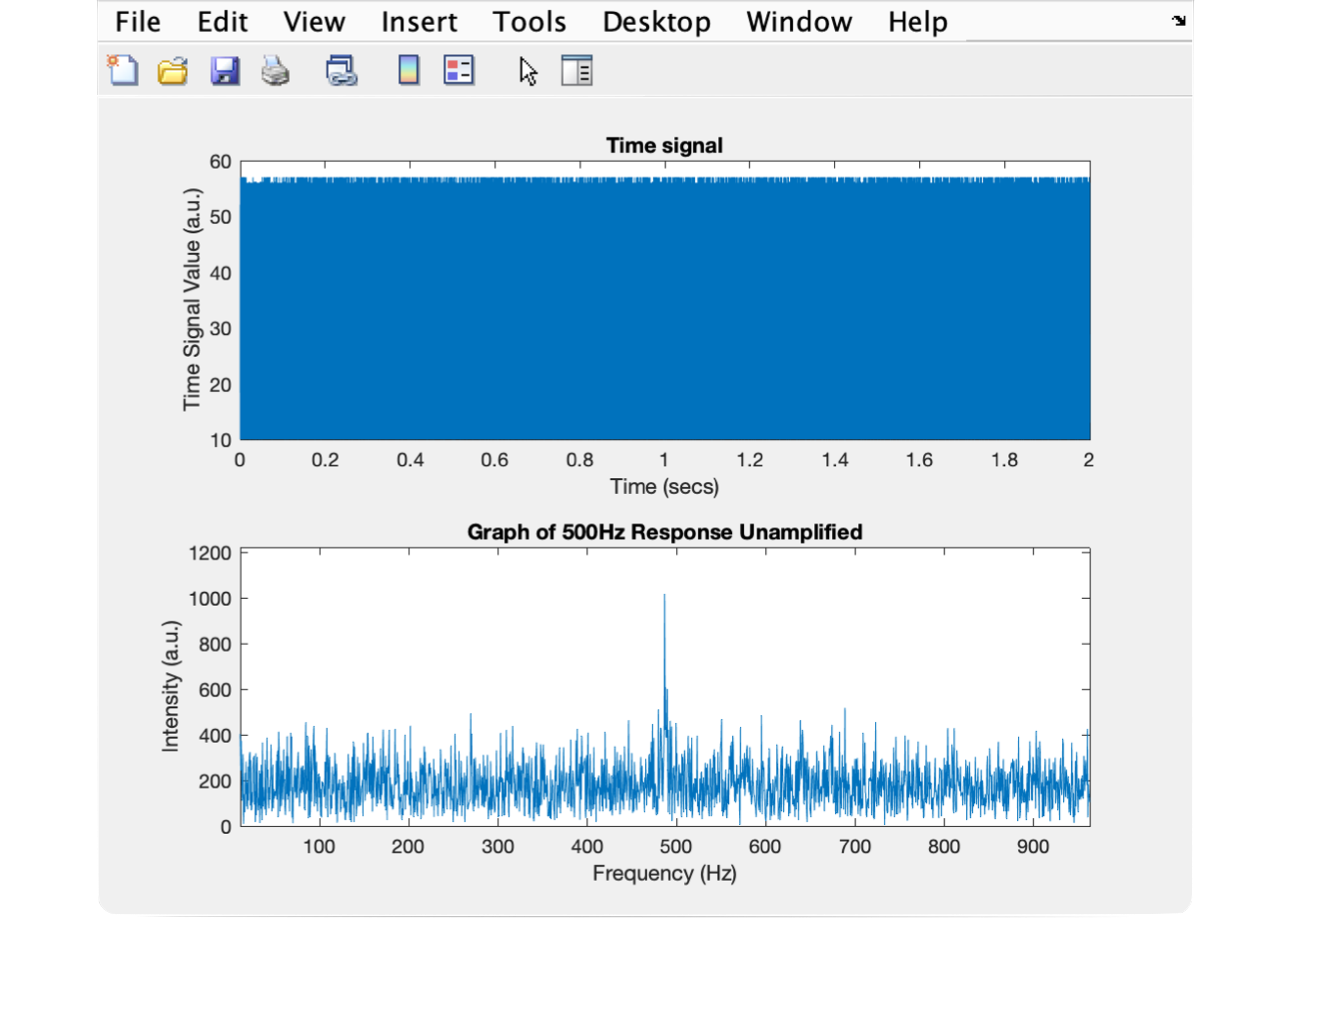 File Edit View Insert Tools Desktop Window Help
Time signal
60
50
40
30
20
10
Time Signal Value (a.u.)
0 0.2 0.4 0.6 0.8 1 1.2 1.4 1.6 1.8 2
Time (secs)
Graph of 500Hz Response Unamplified
1200
1000
800
600
400
200
0
Intensity (a.u.)
100 200 300 400 500 600 700 800 900
Frequency (Hz)